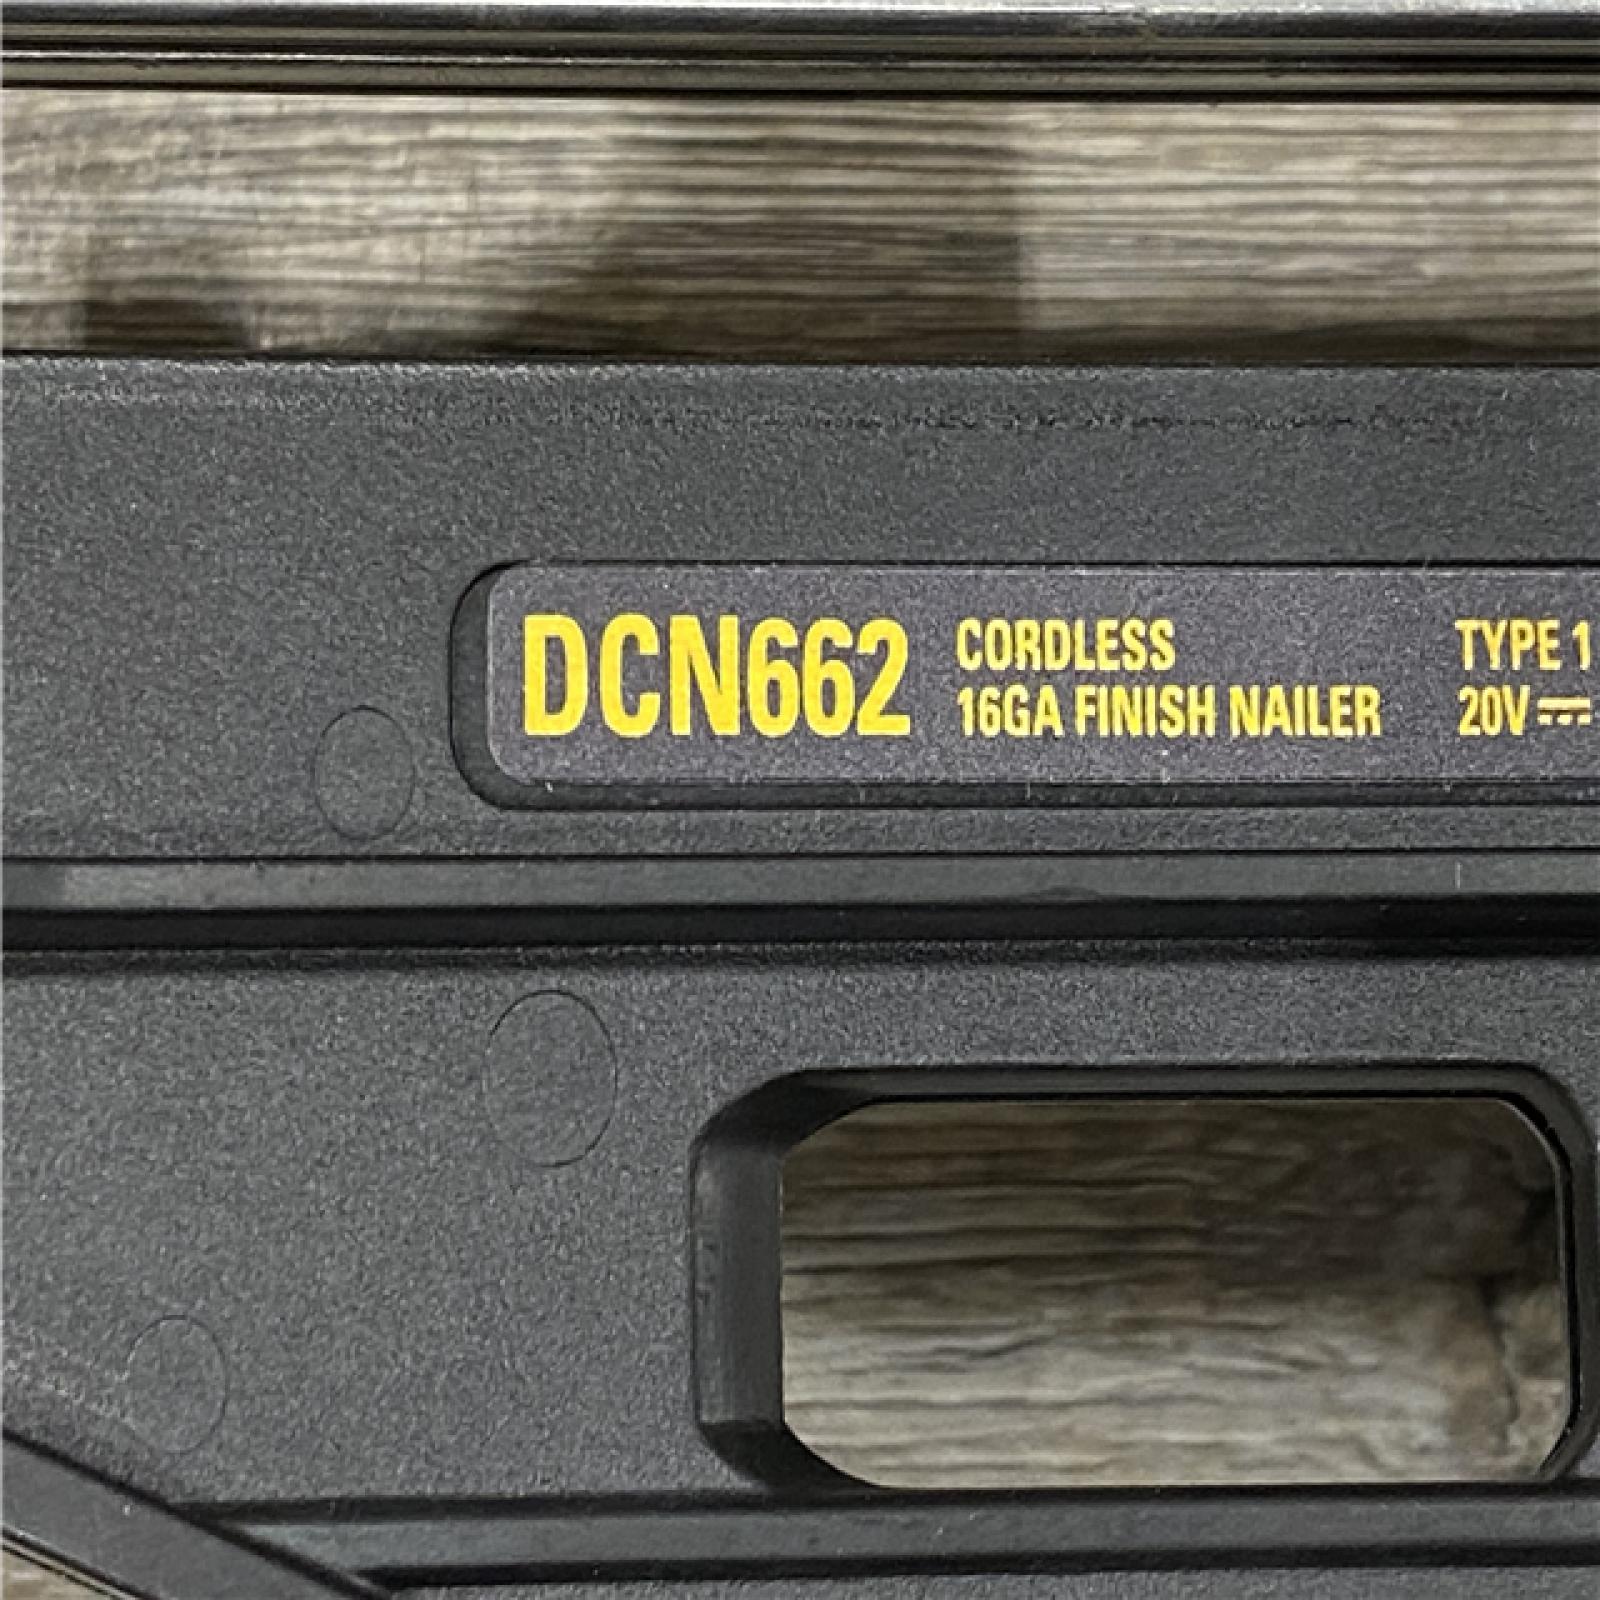 DCN662
CORDLESS
16GA FINISH NAILER
TYPE 1
20V⎓